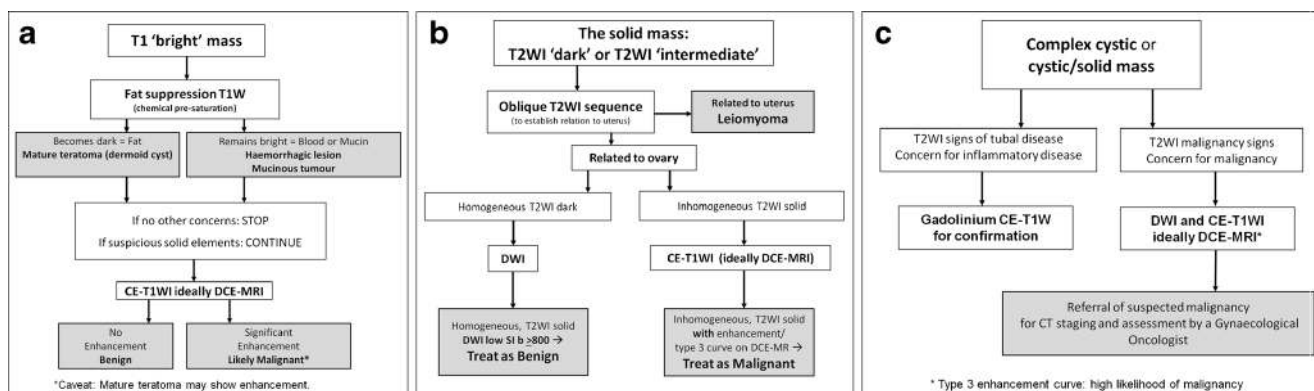 a
T1 'bright' mass
Fat suppression T1W
(chemical pre-saturation)
Becomes dark = Fat
Mature teratoma (dermoid cyst)
Remains bright = Blood or Mucin
Haemorrhagic lesion
Mucinous tumour
If no other concerns: STOP
If suspicious solid elements: CONTINUE
CE-T1WI ideally DCE-MRI
No
Enhancement
Benign
Significant
Enhancement
Likely Malignant*
*Caveat: Mature teratoma may show enhancement.
b
The solid mass:
T2WI 'dark' or T2WI 'intermediate'
Oblique T2WI sequence
(to establish relation to uterus)
Related to uterus
Leiomyoma
Related to ovary
Homogeneous T2WI dark
Inhomogeneous T2WI solid
DWI
CE-T1WI (ideally DCE-MRI)
Homogeneous, T2WI solid
DWI low SI b ≥800 →
Treat as Benign
Inhomogeneous, T2WI solid
with enhancement/
type 3 curve on DCE-MR →
Treat as Malignant
c
Complex cystic or
cystic/solid mass
T2WI signs of tubal disease
Concern for inflammatory disease
T2WI malignancy signs
Concern for malignancy
Gadolinium CE-T1W
for confirmation
DWI and CE-T1WI
ideally DCE-MRI*
Referral of suspected malignancy
for CT staging and assessment by a Gynaecological
Oncologist
* Type 3 enhancement curve: high likelihood of malignancy